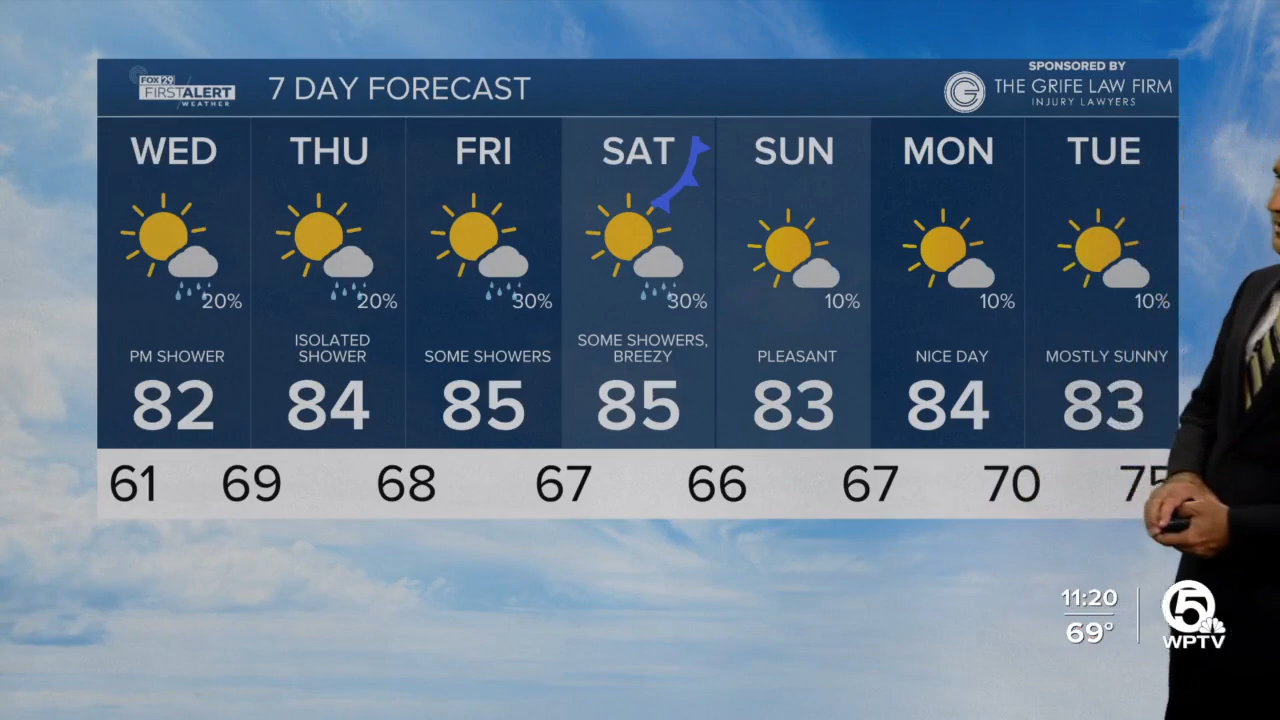 FOX 29
FIRST ALERT
WEATHER
7 DAY FORECAST
SPONSORED BY
THE GRIFE LAW FIRM
INJURY LAWYERS
WED THU FRI SAT SUN MON TUE
20% 20% 30% 30% 10% 10% 10%
PM SHOWER
ISOLATED
SHOWER
SOME SHOWERS
SOME SHOWERS,
BREEZY
PLEASANT
NICE DAY
MOSTLY SUNNY
82 84 85 85 83 84 83
61 69 68 67 66 67 70 75
11:20
69°
5
WPTV